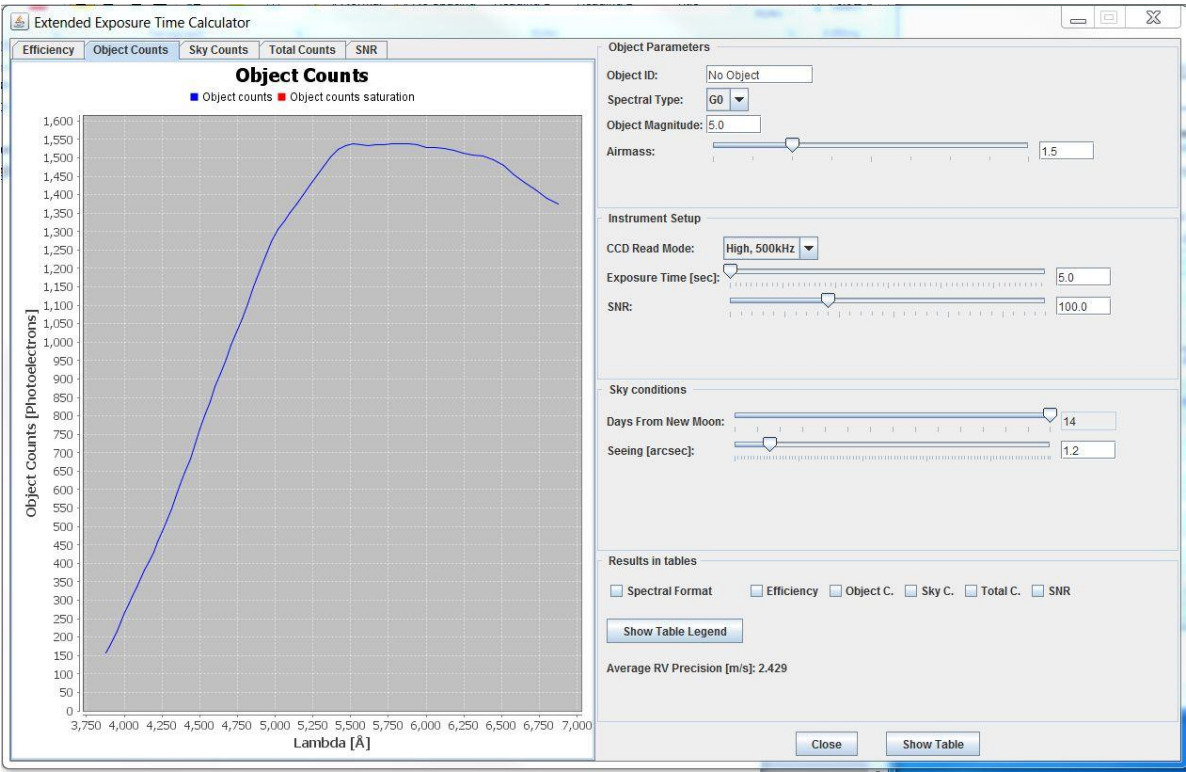 Extended Exposure Time Calculator
Efficiency Object Counts Sky Counts Total Counts SNR
Object Counts
Object counts Object counts saturation
1,600
1,550
1,500
1,450
1,400
1,350
1,300
1,250
1,200
1,150
1,100
1,050
1,000
950
900
850
800
750
700
650
600
550
500
450
400
350
300
250
200
150
100
50
0
Object Counts [Photoelectrons]
3,750 4,000 4,250 4,500 4,750 5,000 5,250 5,500 5,750 6,000 6,250 6,500 6,750 7,000
Lambda [Å]
Object Parameters
Object ID: No Object
Spectral Type: G0
Object Magnitude: 5.0
Airmass: 1.5
Instrument Setup
CCD Read Mode: High, 500kHz
Exposure Time [sec]: 5.0
SNR: 100.0
Sky conditions
Days From New Moon: 14
Seeing [arcsec]: 1.2
Results in tables
Spectral Format Efficiency Object C. Sky C. Total C. SNR
Show Table Legend
Average RV Precision [m/s]: 2.429
Close Show Table